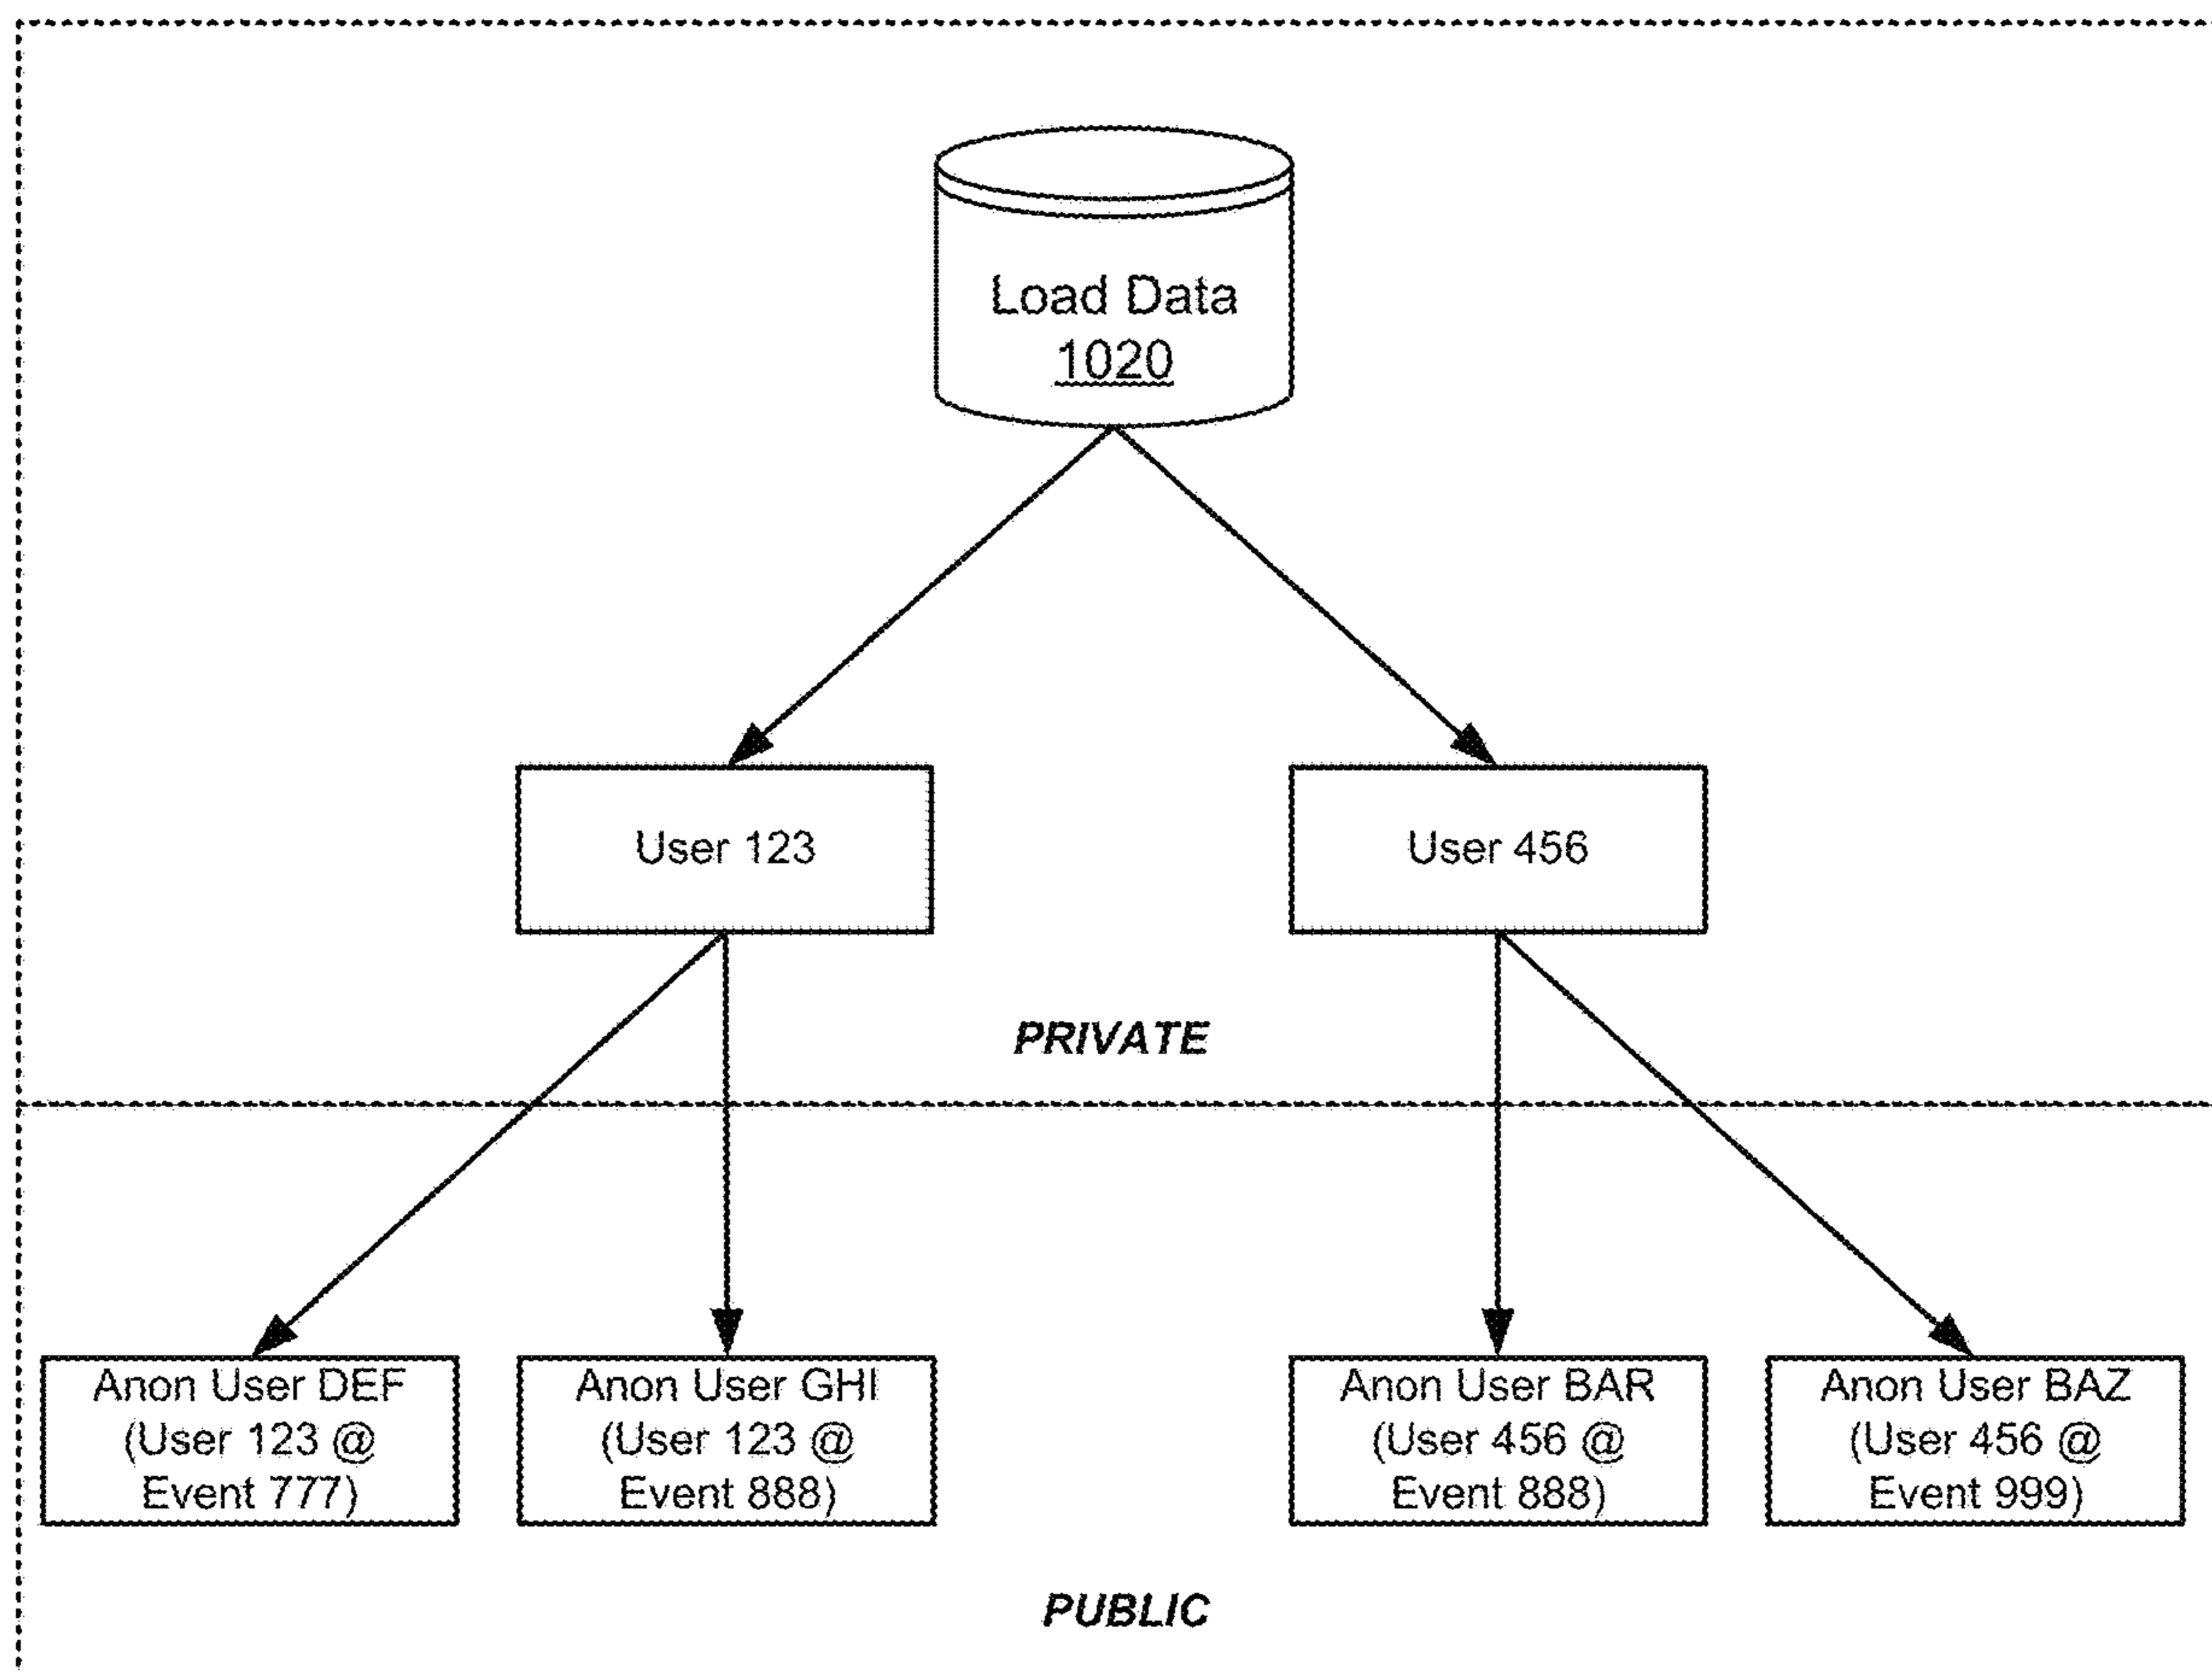 Load Data
1020
User 123
User 456
PRIVATE
Anon User DEF
(User 123 @
Event 777)
Anon User GHI
(User 123 @
Event 888)
Anon User BAR
(User 456 @
Event 888)
Anon User BAZ
(User 456 @
Event 999)
PUBLIC